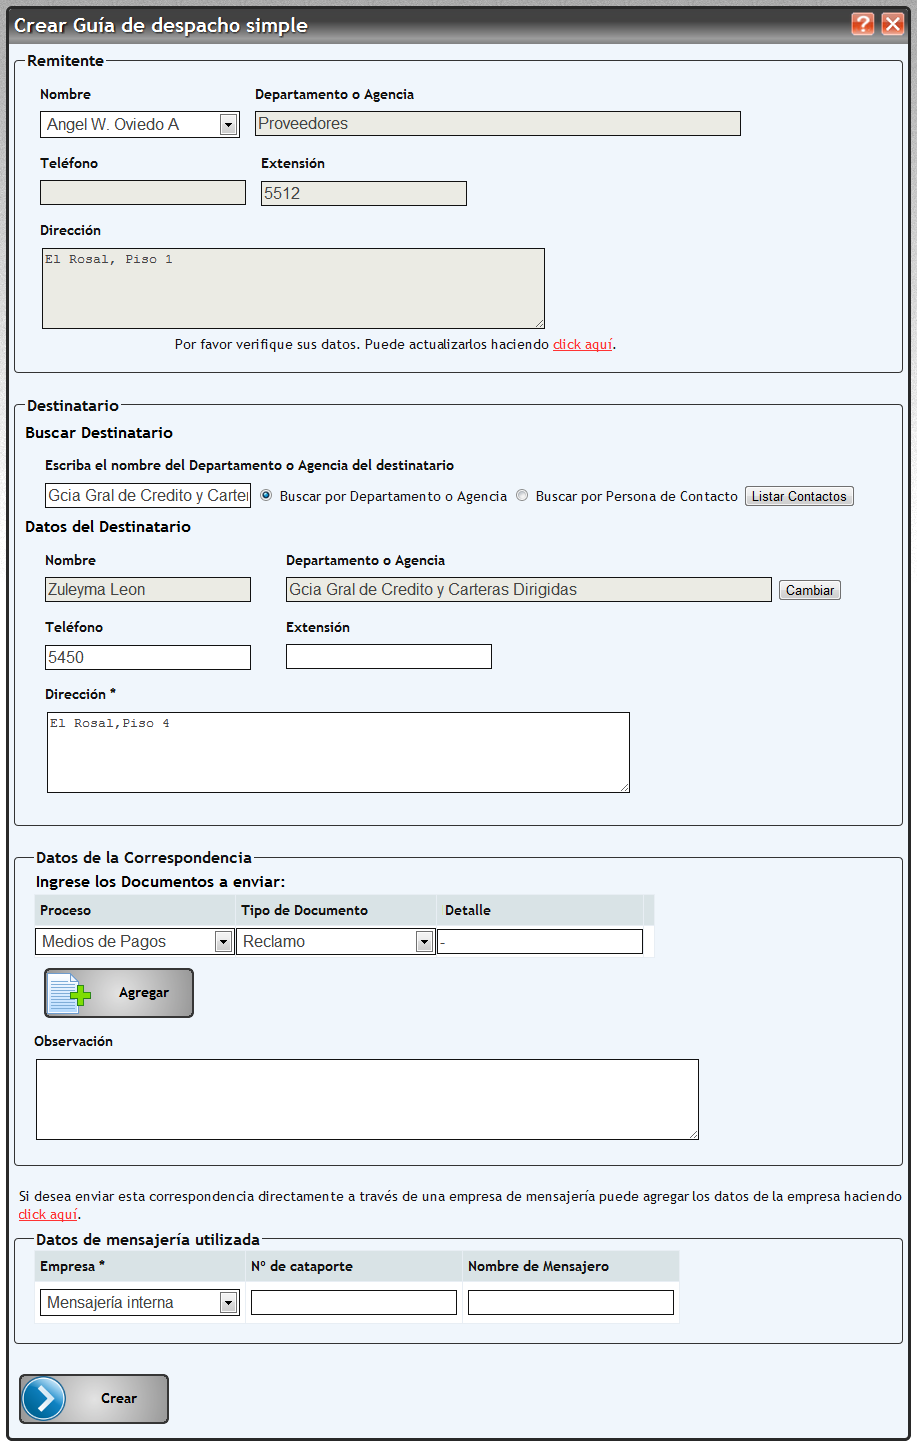 Crear Guía de despacho simple
Remitente
Nombre Departamento o Agencia
Angel W. Oviedo A Proveedores
Teléfono Extensión
5512
Dirección
El Rosal, Piso 1
Por favor verifique sus datos. Puede actualizarlos haciendo click aquí.
Destinatario
Buscar Destinatario
Escriba el nombre del Departamento o Agencia del destinatario
Gcia Gral de Credito y Carter Buscar por Departamento o Agencia Buscar por Persona de Contacto Listar Contactos
Datos del Destinatario
Nombre Departamento o Agencia
Zuleyma Leon Gcia Gral de Credito y Carteras Dirigidas Cambiar
Teléfono Extensión
5450
Dirección *
El Rosal,Piso 4
Datos de la Correspondencia
Ingrese los Documentos a enviar:
Proceso Tipo de Documento Detalle
Medios de Pagos Reclamo -
Agregar
Observación
Si desea enviar esta correspondencia directamente a través de una empresa de mensajería puede agregar los datos de la empresa haciendo
click aquí.
Datos de mensajería utilizada
Empresa * Nº de cataporte Nombre de Mensajero
Mensajería interna
Crear